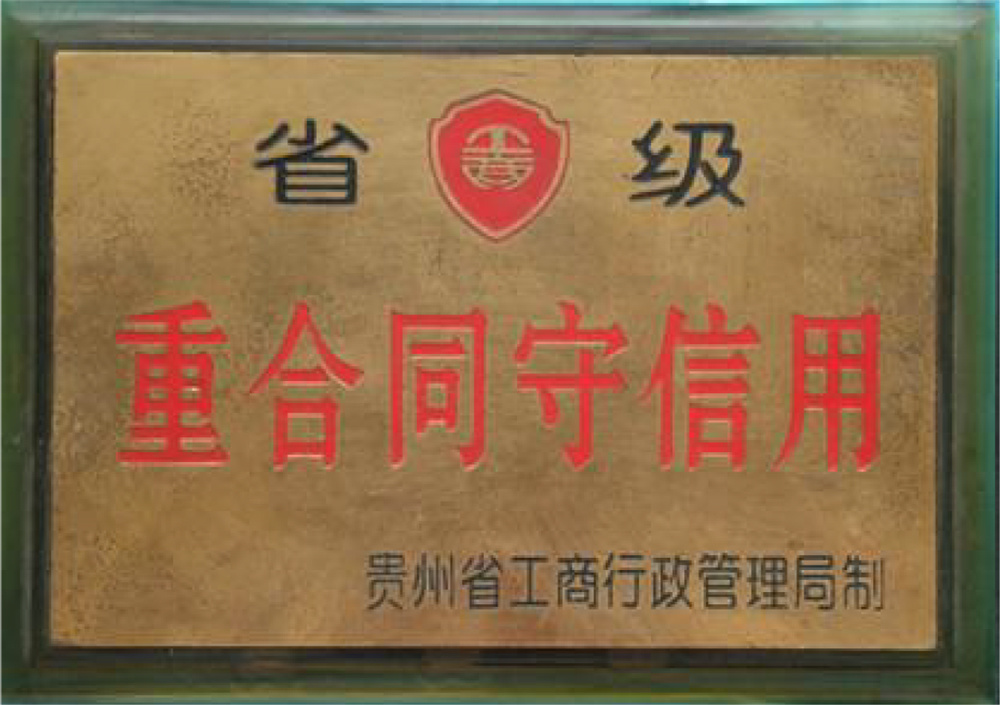 省级
重合同守信用
贵州省工商行政管理局制